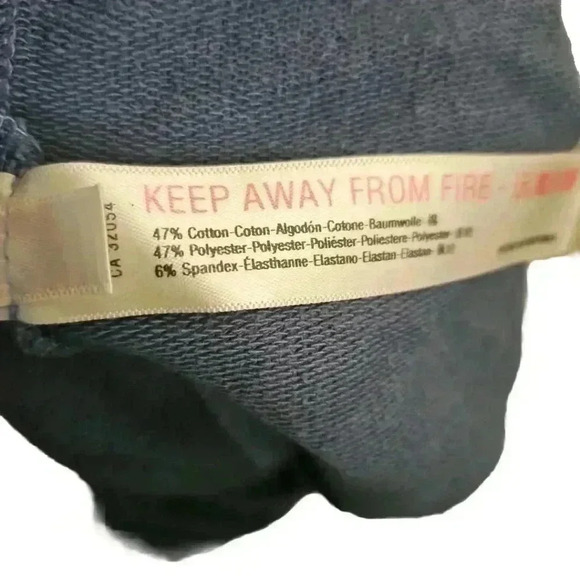 KEEP AWAY FROM FIRE -
47% Cotton-Coton-Algodón-Cotone-Baumwolle
47% Polyester-Polyester-Poliéster-Poliestere-Polyester
6% Spandex-Élasthanne-Elastano-Elastan-Elastan
CA 32054